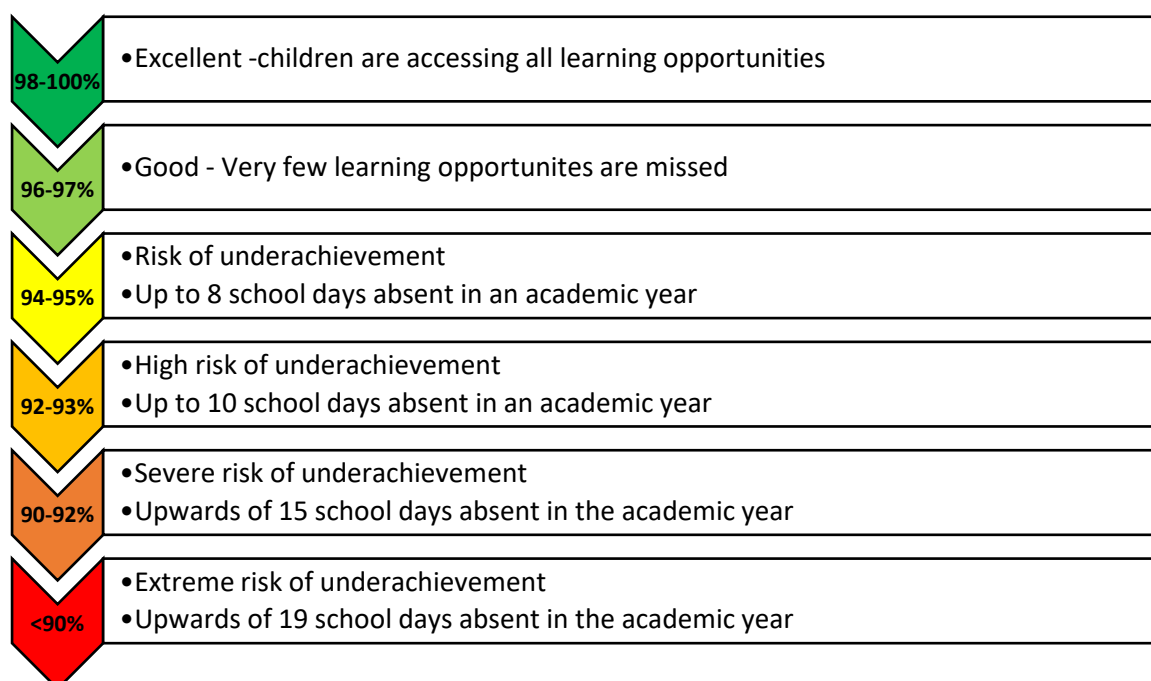 98-100%
•Excellent -children are accessing all learning opportunities
96-97%
•Good - Very few learning opportunites are missed
94-95%
•Risk of underachievement
•Up to 8 school days absent in an academic year
92-93%
•High risk of underachievement
•Up to 10 school days absent in an academic year
90-92%
•Severe risk of underachievement
•Upwards of 15 school days absent in the academic year
<90%
•Extreme risk of underachievement
•Upwards of 19 school days absent in the academic year